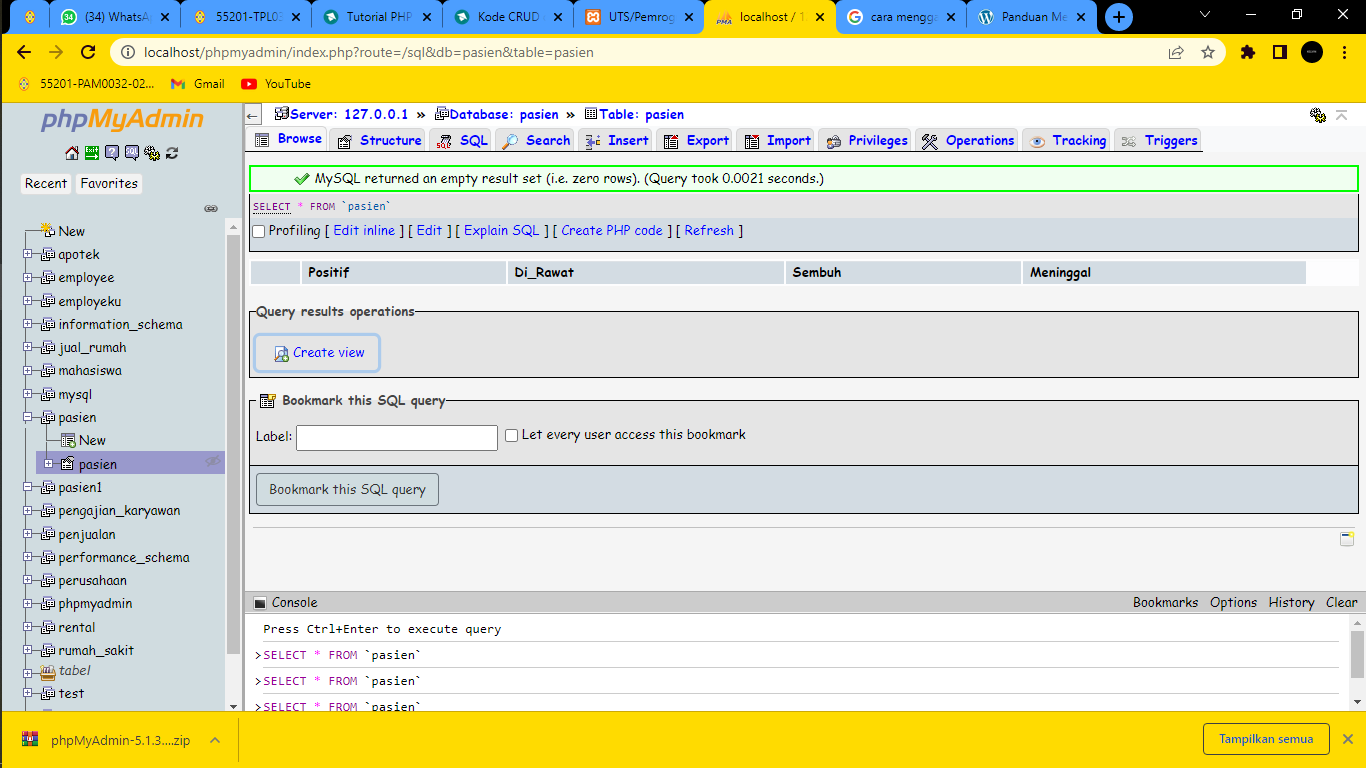 (34) WhatsA
55201-TPL03
Tutorial PHP
Kode CRUD
UTS/Pemrog
localhost / 1
cara mengga
Panduan Me
localhost/phpmyadmin/index.php?route=/sql&db=pasien&table=pasien
55201-PAM0032-02...
Gmail
YouTube
phpMyAdmin
Server: 127.0.0.1 » Database: pasien » Table: pasien
Browse
Structure
SQL
Search
Insert
Export
Import
Privileges
Operations
Tracking
Triggers
Recent
Favorites
New
apotek
employee
employeku
information_schema
jual_rumah
mahasiswa
mysql
pasien
New
pasien
pasien1
pengajian_karyawan
penjualan
performance_schema
perusahaan
phpmyadmin
rental
rumah_sakit
tabel
test
MySQL returned an empty result set (i.e. zero rows). (Query took 0.0021 seconds.)
SELECT * FROM `pasien`
Profiling [ Edit inline ] [ Edit ] [ Explain SQL ] [ Create PHP code ] [ Refresh ]
Positif
Di_Rawat
Sembuh
Meninggal
Query results operations
Create view
Bookmark this SQL query
Label:
Let every user access this bookmark
Bookmark this SQL query
Console
Bookmarks
Options
History
Clear
Press Ctrl+Enter to execute query
>SELECT * FROM `pasien`
>SELECT * FROM `pasien`
>SELECT * FROM `pasien`
phpMyAdmin-5.1.3....zip
Tampilkan semua